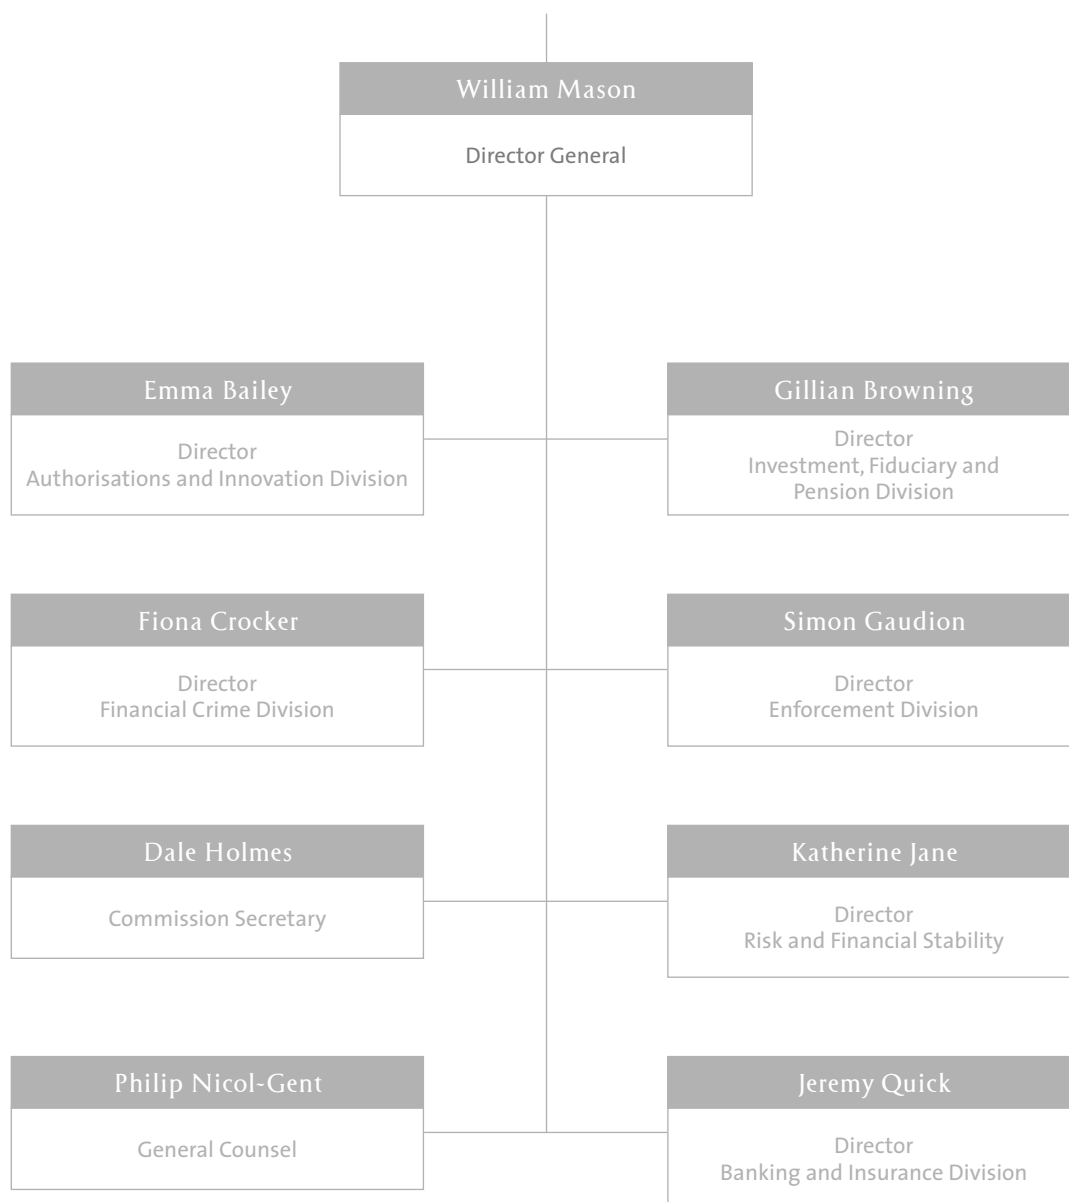 William Mason
Director General
Emma Bailey
Director
Authorisations and Innovation Division
Gillian Browning
Director
Investment, Fiduciary and
Pension Division
Fiona Crocker
Director
Financial Crime Division
Simon Gaudion
Director
Enforcement Division
Dale Holmes
Commission Secretary
Katherine Jane
Director
Risk and Financial Stability
Philip Nicol-Gent
General Counsel
Jeremy Quick
Director
Banking and Insurance Division